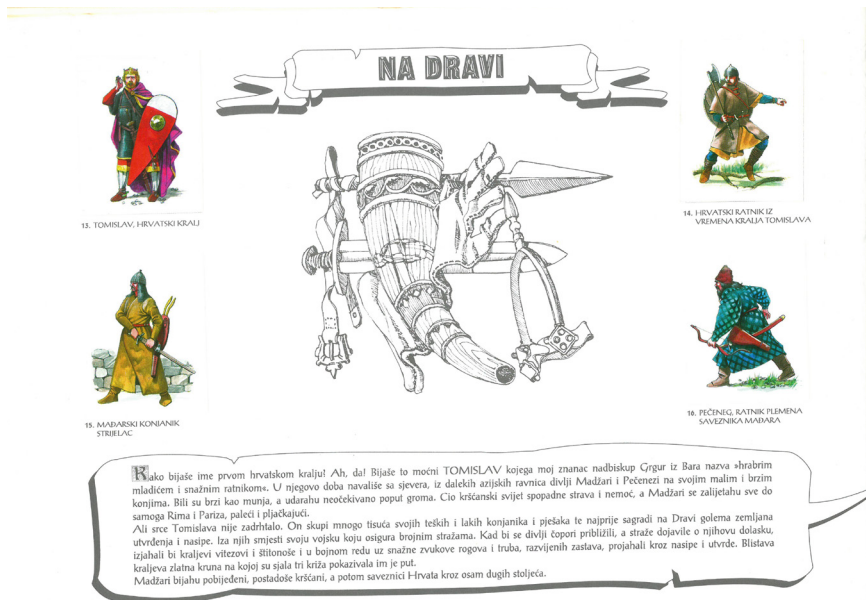 NA DRAVI
13. TOMISLAV, HRVATSKI KRALJ
14. HRVATSKI RATNIK IZ
VREMENA KRALJA TOMISLAVA
15. MAĐARSKI KONJANIK
STRIJELAC
16. PEČENEG, RATNIK PLEMENA
SAVEZNIKA MAĐARA
Kako bijaše ime prvom hrvatskom kralju? Ah, da! Bijaše to moćni TOMISLAV kojega moj znanac nadbiskup Grgur iz Bara nazva »hrabrim
mladićem i snažnim ratnikom«. U njegovo doba navališe sa sjevera, iz dalekih azijskih ravnica divlji Madžari i Pečenezi na svojim malim i brzim
konjima. Bili su brzi kao munja, a udarahu neočekivano poput groma. Cio kršćanski svijet spopadne strava i nemoć, a Madžari se zalijetahu sve do
samoga Rima i Pariza, paleći i pljačkajući.
Ali srce Tomislava nije zadrhtalo. On skupi mnogo tisuća svojih teških i lakih konjanika i pješaka te najprije sagradi na Dravi golema zemljana
utvrđenja i nasipe. Iza njih smjesti svoju vojsku koju osigura brojnim stražama. Kad bi se divlji čopori približili, a straže dojavile o njihovu dolasku,
izjahali bi kraljevi vitezovi i štitonoše i u bojnom redu uz snažne zvukove rogova i truba, razvijenih zastava, projahali kroz nasipe i utvrde. Blistava
kraljeva zlatna kruna na kojoj su sjala tri križa pokazivala im je put.
Madžari bijahu pobijeđeni, postadoše kršćani, a potom saveznici Hrvata kroz osam dugih stoljeća.